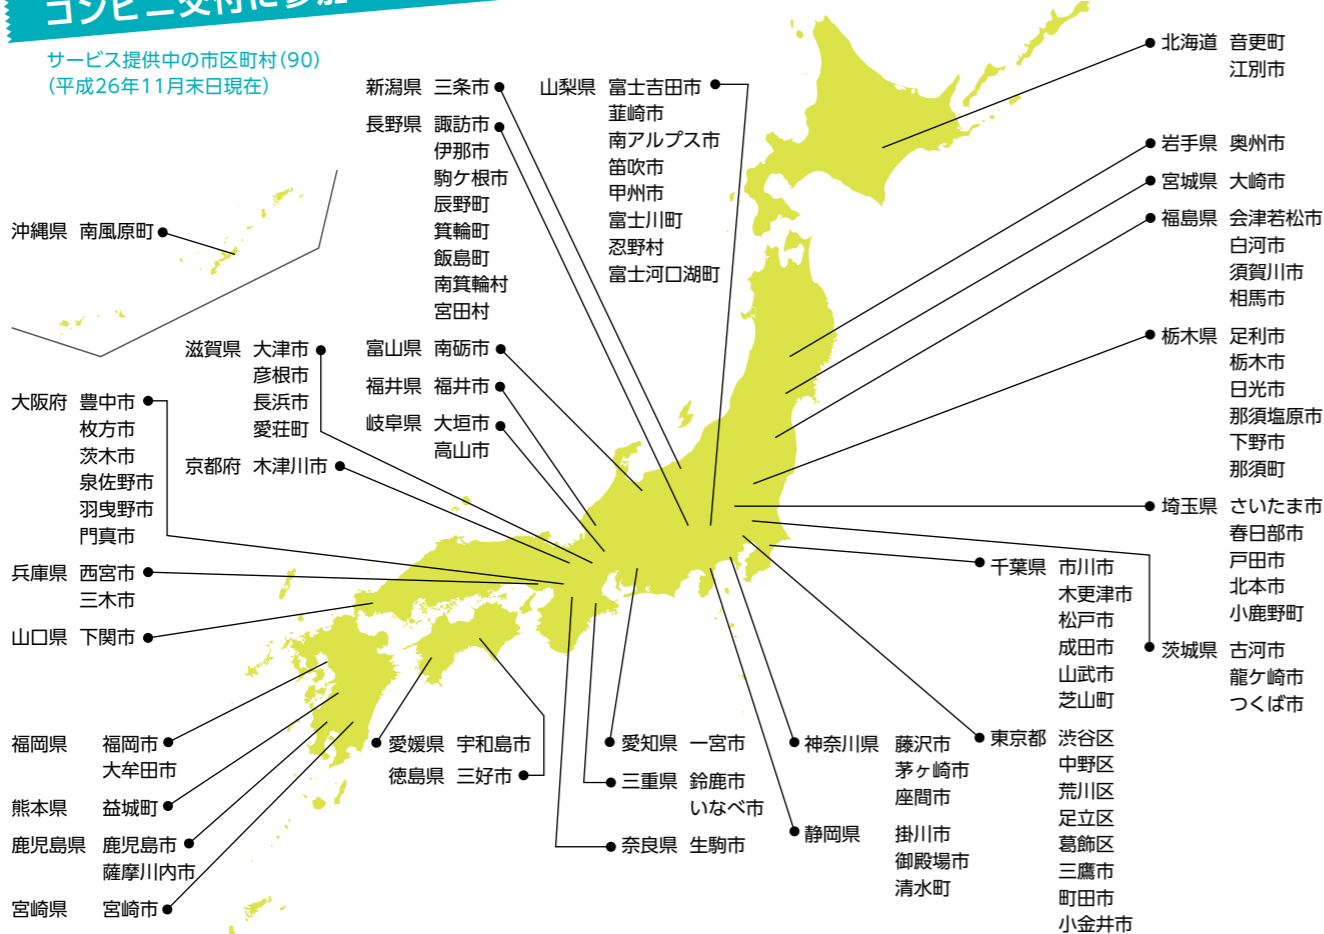 コンビニ交付に参加
サービス提供中の市区町村(90)
(平成26年11月末日現在)
北海道 音更町
江別市
岩手県 奥州市
宮城県 大崎市
福島県 会津若松市
白河市
須賀川市
相馬市
栃木県 足利市
栃木市
日光市
那須塩原市
下野市
那須町
埼玉県 さいたま市
春日部市
戸田市
北本市
小鹿野町
茨城県 古河市
龍ケ崎市
つくば市
千葉県 市川市
木更津市
松戸市
成田市
山武市
芝山町
東京都 渋谷区
中野区
荒川区
足立区
葛飾区
三鷹市
町田市
小金井市
神奈川県 藤沢市
茅ヶ崎市
座間市
静岡県 掛川市
御殿場市
清水町
新潟県 三条市
長野県 諏訪市
伊那市
駒ケ根市
辰野町
箕輪町
飯島町
南箕輪村
宮田村
山梨県 富士吉田市
韮崎市
南アルプス市
笛吹市
甲州市
富士川町
忍野村
富士河口湖町
富山県 南砺市
福井県 福井市
岐阜県 大垣市
高山市
滋賀県 大津市
彦根市
長浜市
愛荘町
京都府 木津川市
沖縄県 南風原町
大阪府 豊中市
枚方市
茨木市
泉佐野市
羽曳野市
門真市
兵庫県 西宮市
三木市
山口県 下関市
福岡県 福岡市
大牟田市
熊本県 益城町
鹿児島県 鹿児島市
薩摩川内市
宮崎県 宮崎市
愛媛県 宇和島市
徳島県 三好市
愛知県 一宮市
三重県 鈴鹿市
いなべ市
奈良県 生駒市